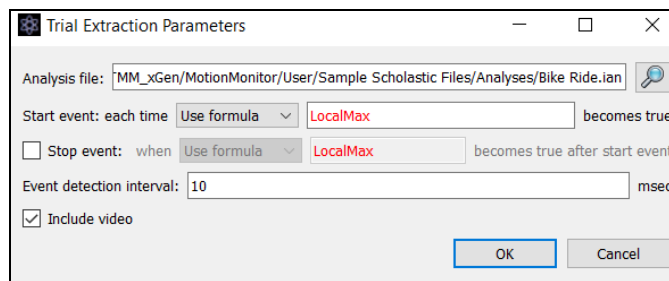 Trial Extraction Parameters
Analysis file: TMM_xGen/MotionMonitor/User/Sample Scholastic Files/Analyses/Bike Ride.ian
Start event: each time Use formula LocalMax becomes true
Stop event: when Use formula LocalMax becomes true after start event
Event detection interval: 10 msec
Include video
OK Cancel